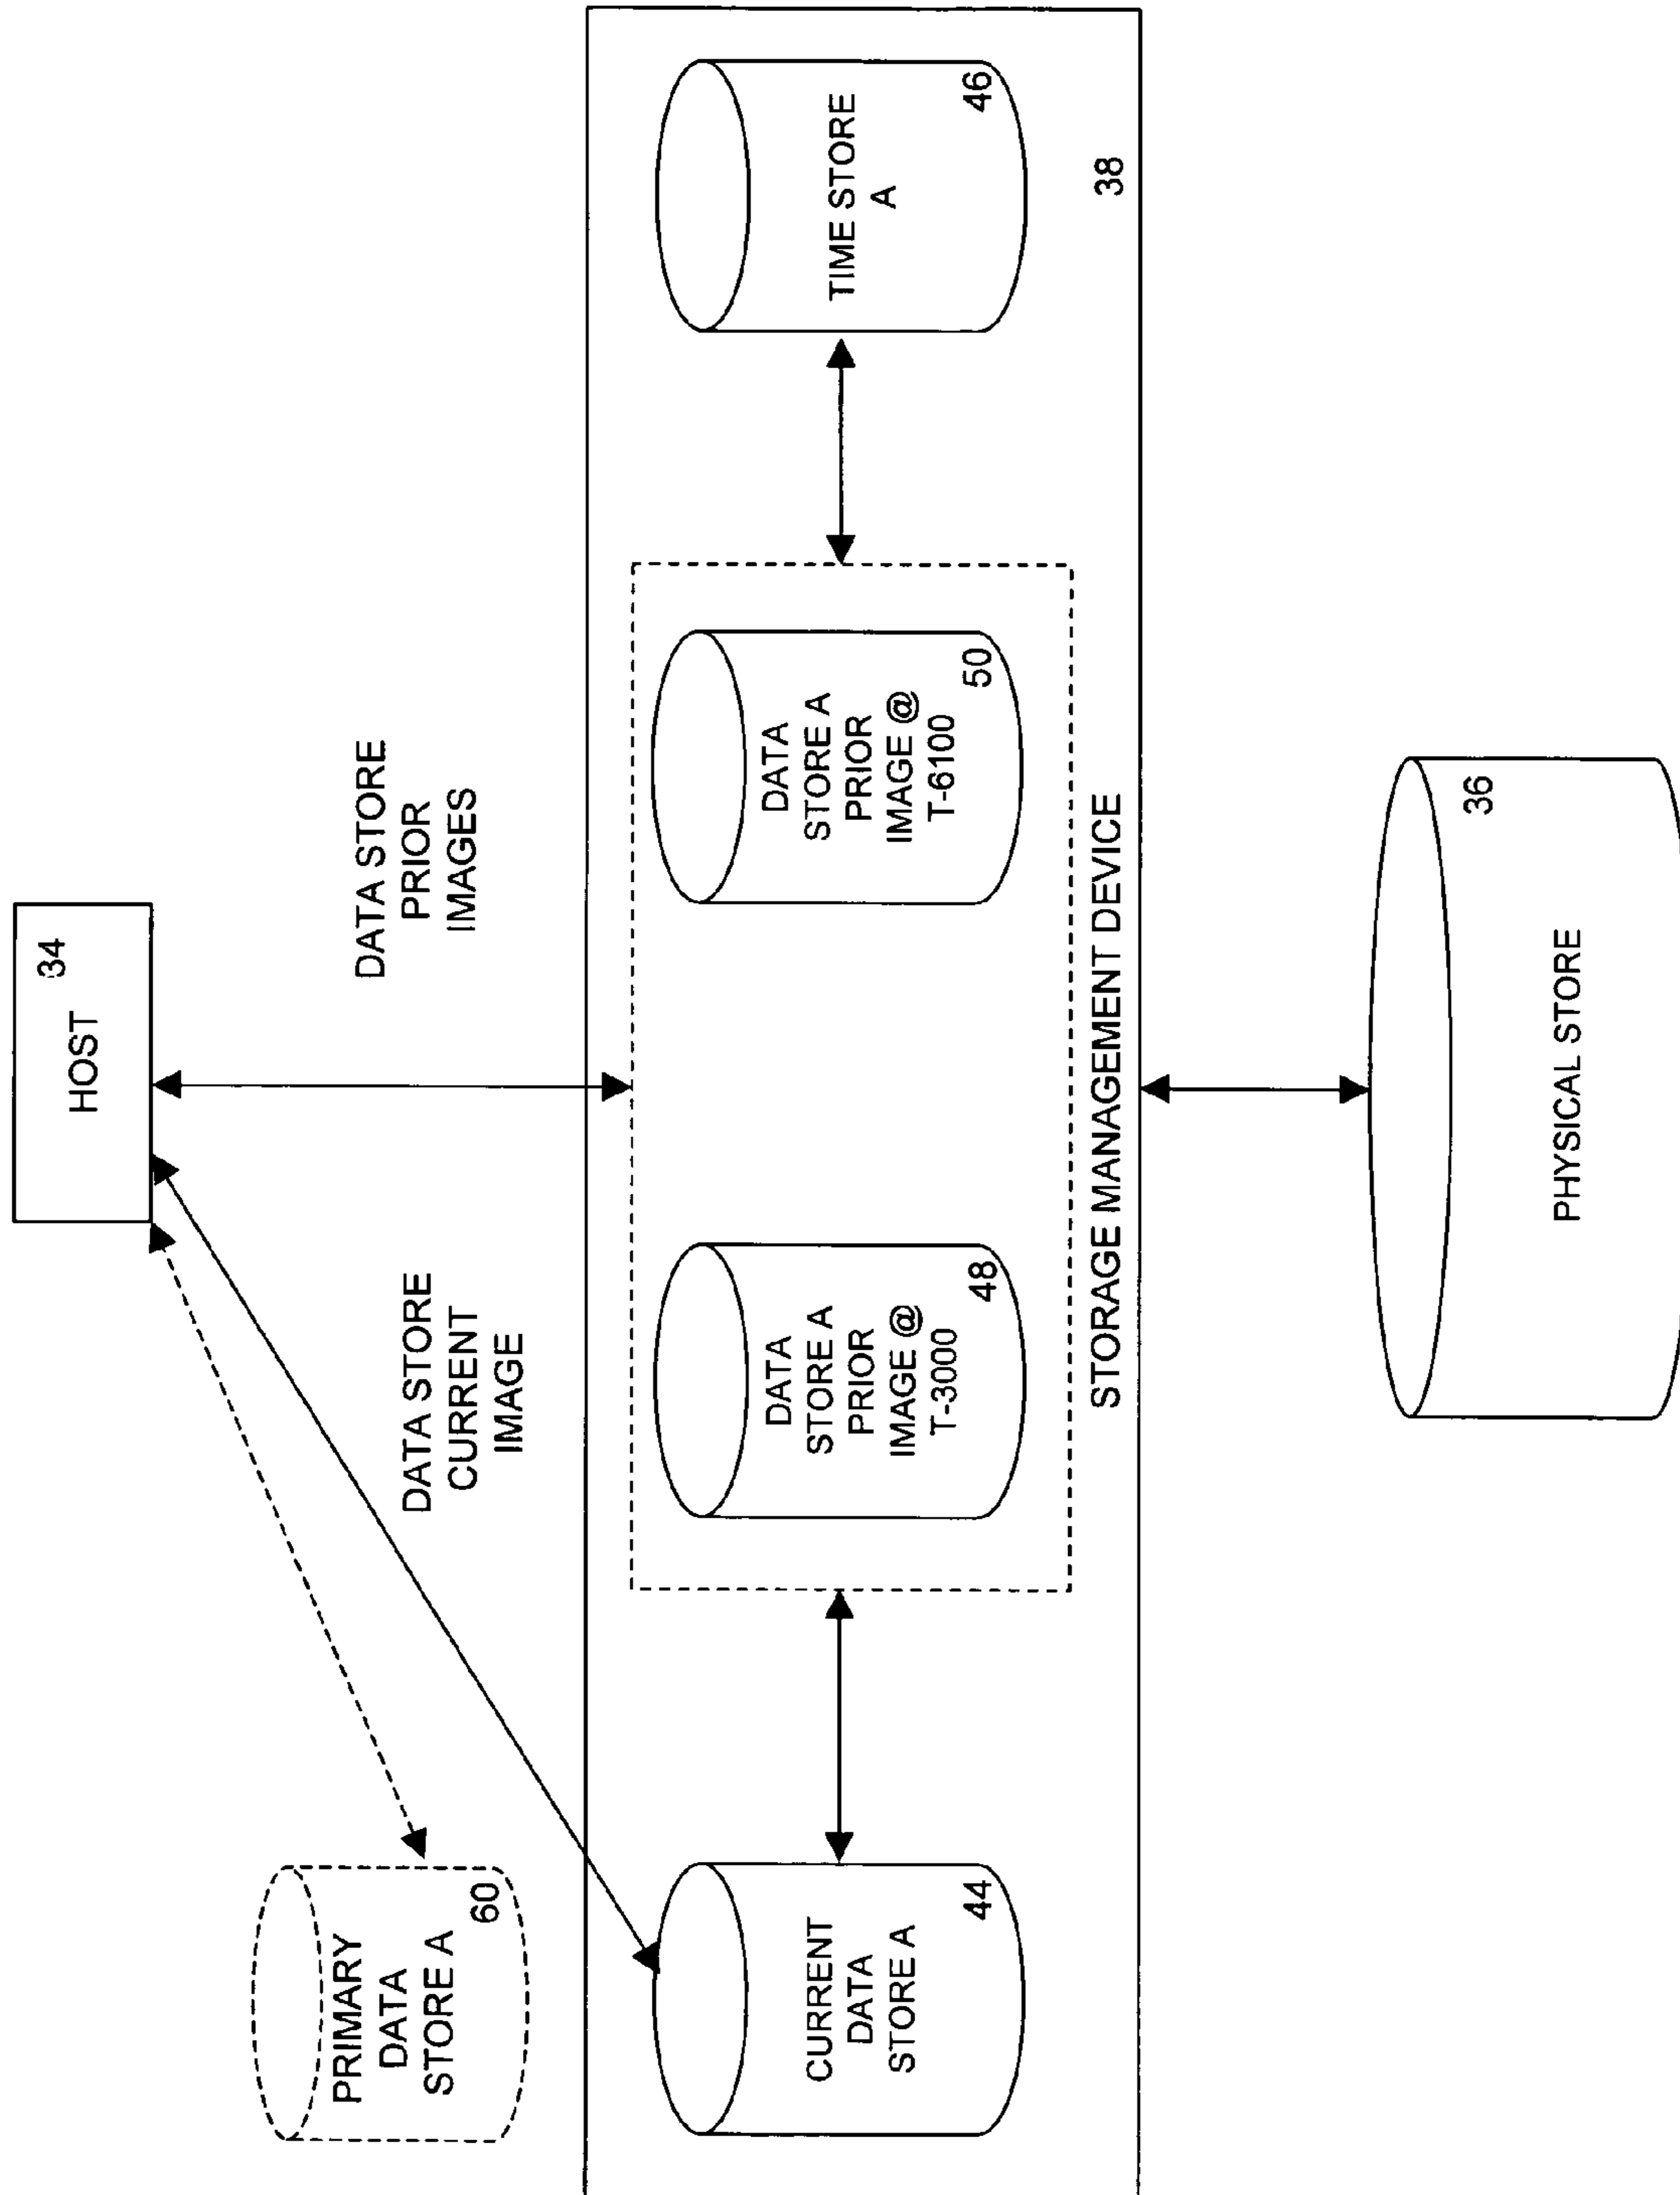 HOST
34
PRIMARY
DATA
STORE A
60
DATA STORE
CURRENT
IMAGE
DATA STORE
PRIOR
IMAGES
CURRENT
DATA
STORE A
44
DATA
STORE A
PRIOR
IMAGE @
T-3000
48
DATA
STORE A
PRIOR
IMAGE @
T-6100
50
TIME STORE
A
46
STORAGE MANAGEMENT DEVICE
38
36
PHYSICAL STORE